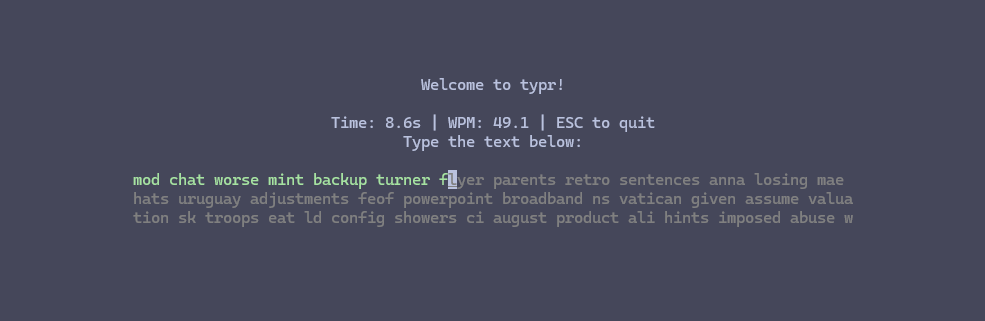 Welcome to typr!
Time: 8.6s | WPM: 49.1 | ESC to quit
Type the text below:
mod chat worse mint backup turner flyer parents retro sentences anna losing mae
hats uruguay adjustments feof powerpoint broadband ns vatican given assume valua
tion sk troops eat ld config showers ci august product ali hints imposed abuse w